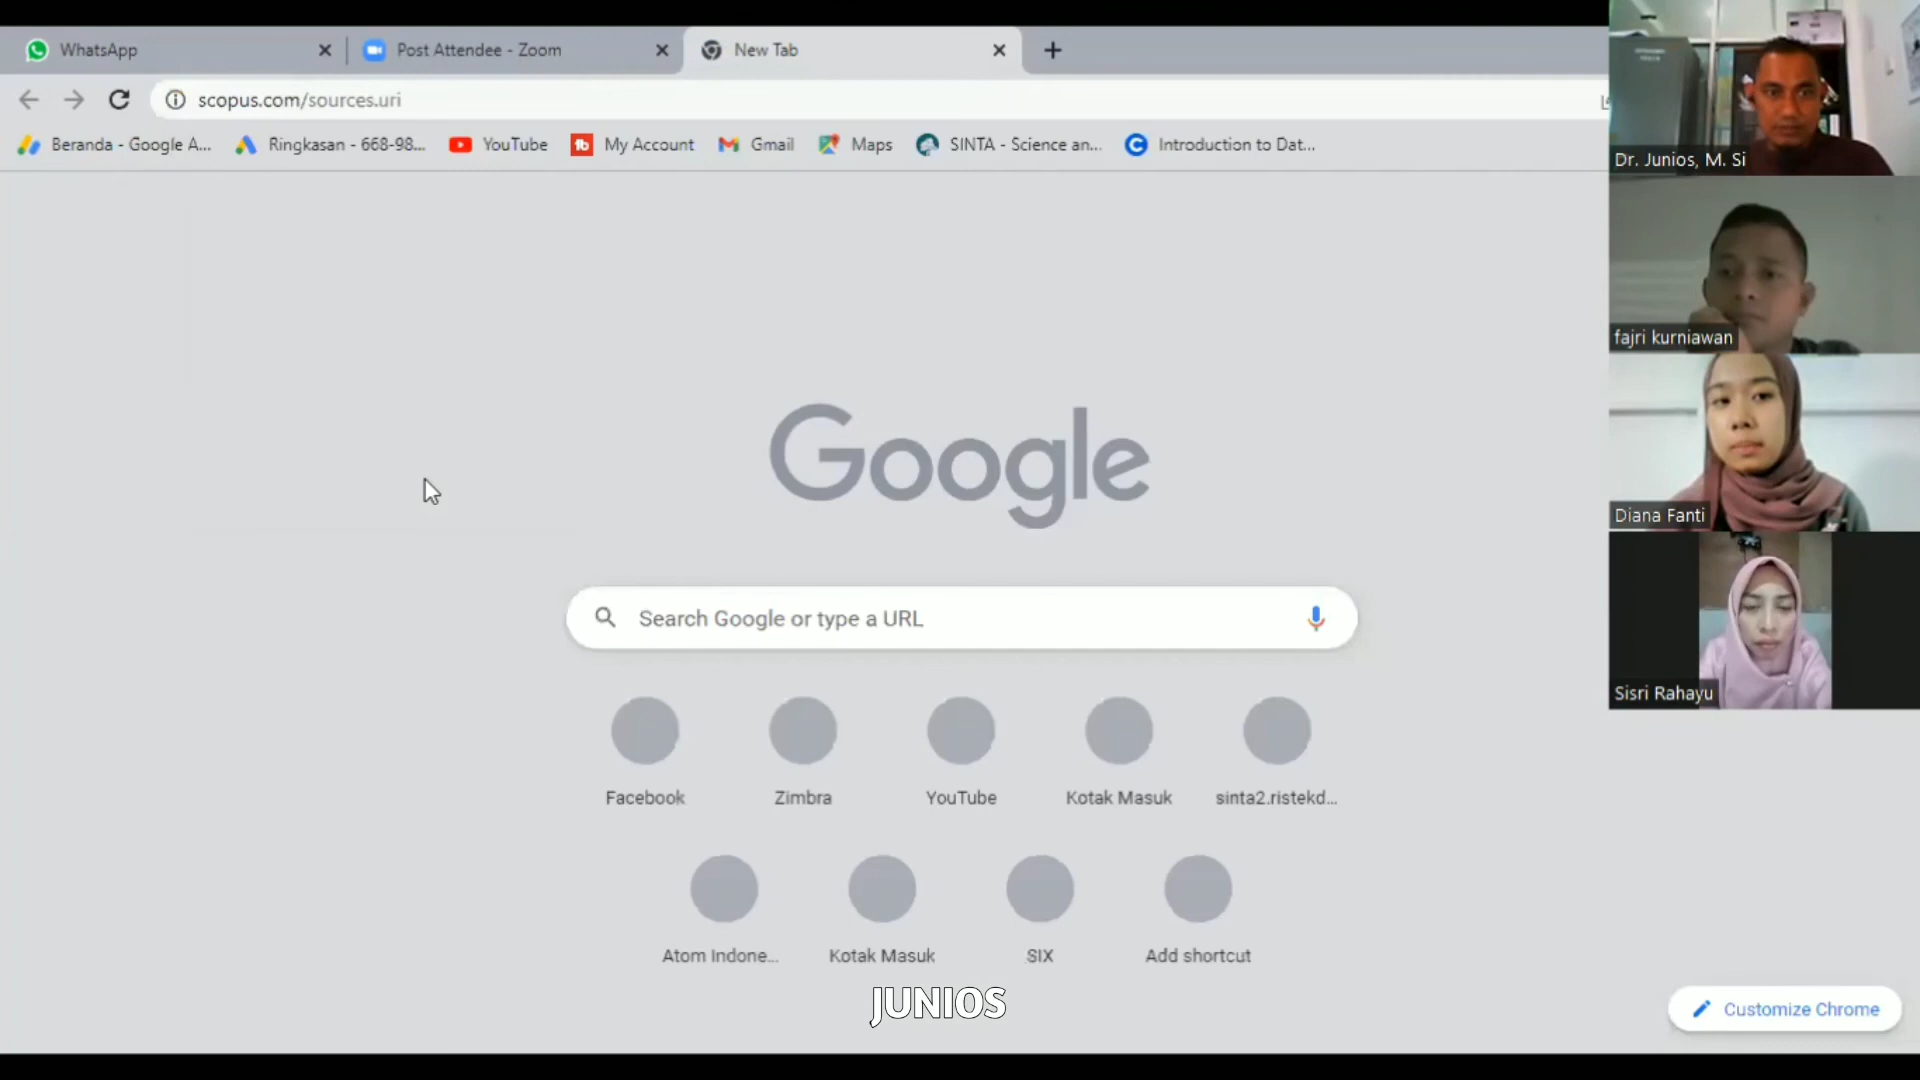 WhatsApp
Post Attendee - Zoom
New Tab
scopus.com/sources.uri
Beranda - Google A...
Ringkasan - 668-98...
YouTube
My Account
Gmail
Maps
SINTA - Science an...
Introduction to Dat...
Dr. Junios, M. Si
fajri kurniawan
Diana Fanti
Sisri Rahayu
Google
Search Google or type a URL
Facebook
Zimbra
YouTube
Kotak Masuk
sinta2.ristekd...
Atom Indone...
Kotak Masuk
SIX
Add shortcut
JUNIOS
Customize Chrome